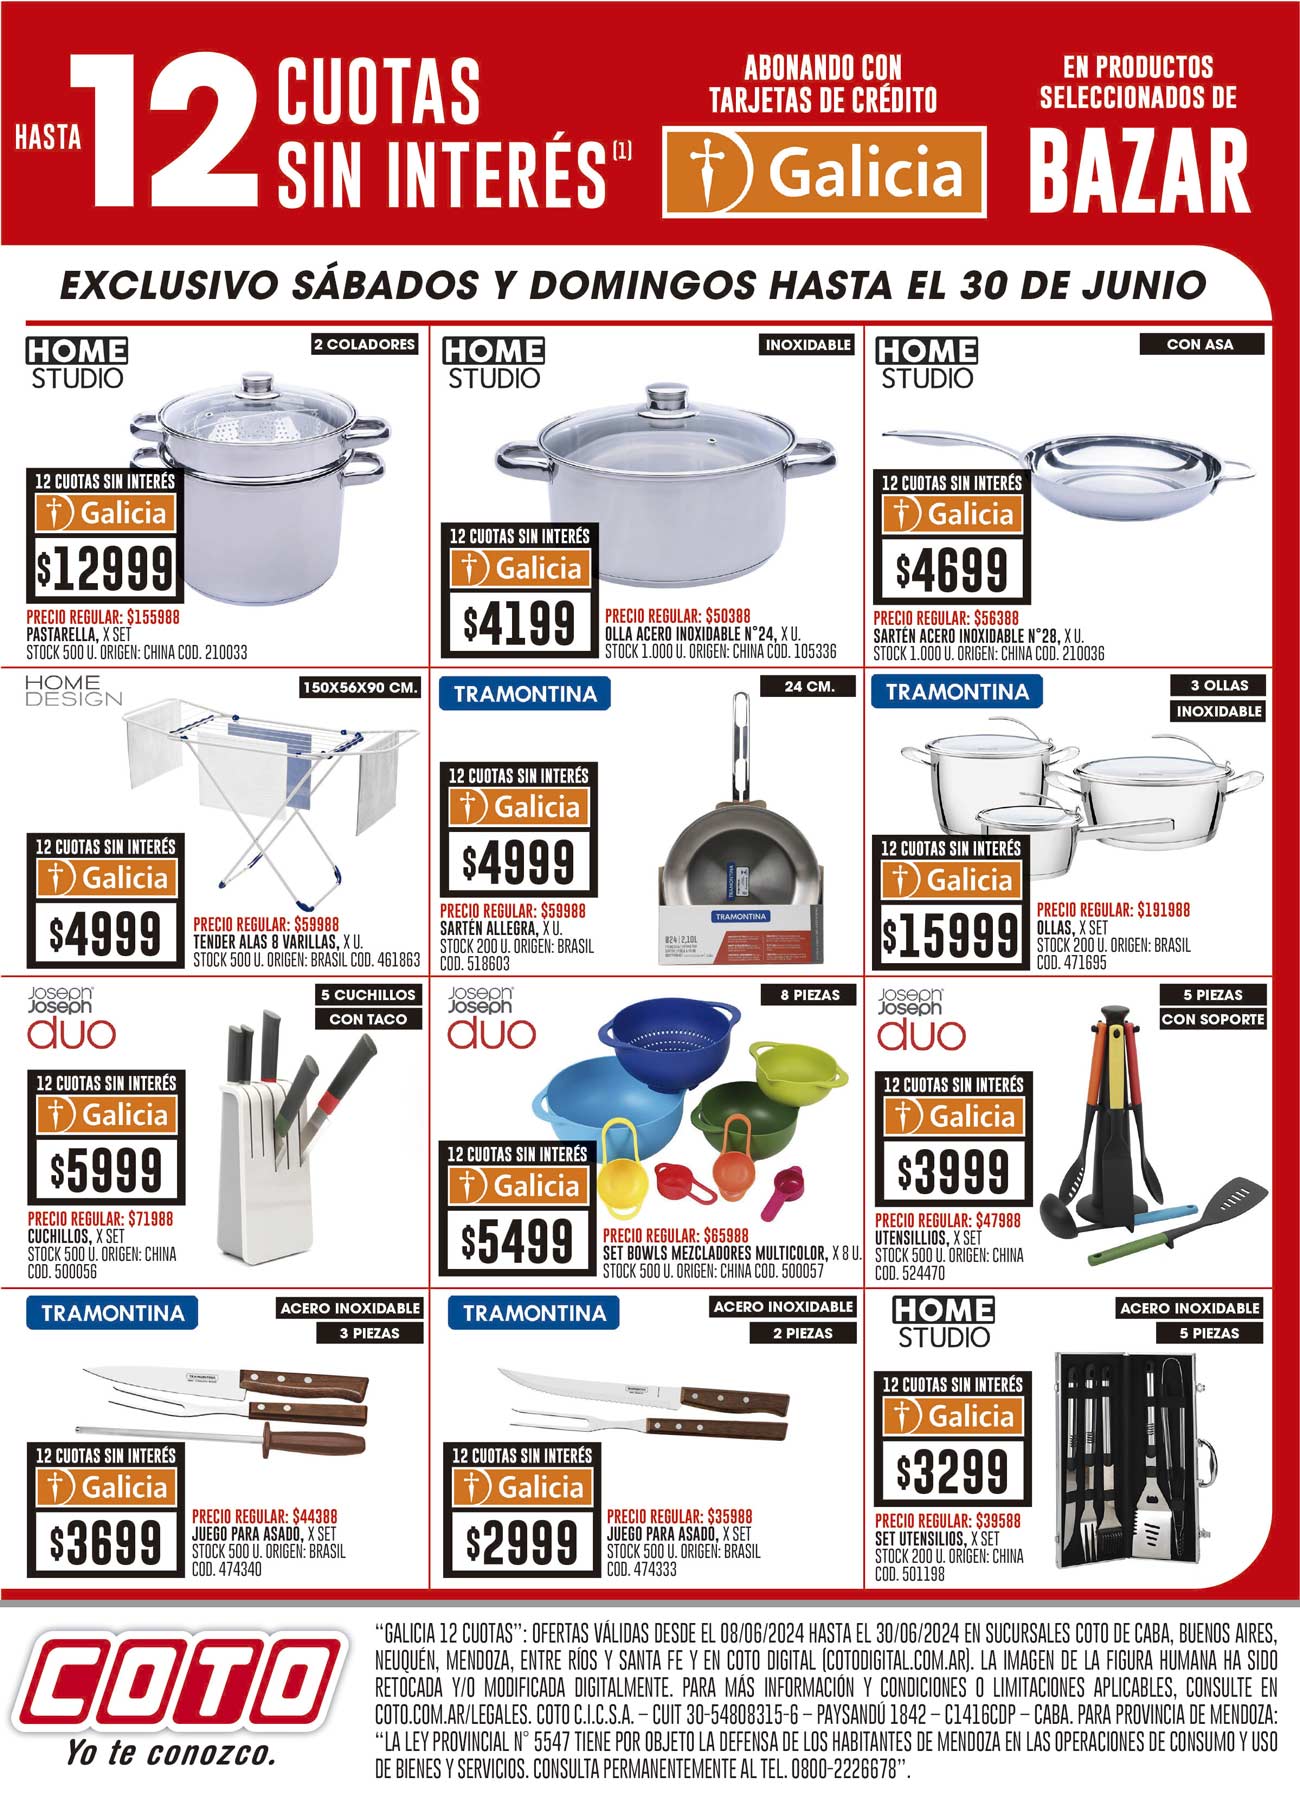 HASTA 12 CUOTAS
SIN INTERÉS(1)
ABONANDO CON
TARJETAS DE CRÉDITO
Galicia
EN PRODUCTOS
SELECCIONADOS DE
BAZAR
EXCLUSIVO SÁBADOS Y DOMINGOS HASTA EL 30 DE JUNIO
HOME
STUDIO
2 COLADORES
12 CUOTAS SIN INTERÉS
Galicia
$12999
PRECIO REGULAR: $155988
PASTARELLA, X SET
STOCK 500 U. ORIGEN: CHINA COD. 210033
HOME
STUDIO
INOXIDABLE
12 CUOTAS SIN INTERÉS
Galicia
$4199
PRECIO REGULAR: $50388
OLLA ACERO INOXIDABLE N°24, X U.
STOCK 1.000 U. ORIGEN: CHINA COD. 105336
HOME
STUDIO
CON ASA
12 CUOTAS SIN INTERÉS
Galicia
$4699
PRECIO REGULAR: $56388
SARTÉN ACERO INOXIDABLE N°28, X U.
STOCK 1.000 U. ORIGEN: CHINA COD. 210036
HOME
DESIGN
150X56X90 CM.
12 CUOTAS SIN INTERÉS
Galicia
$4999
PRECIO REGULAR: $59988
TENDER ALAS 8 VARILLAS, X U.
STOCK 500 U. ORIGEN: BRASIL COD. 461863
TRAMONTINA
24 CM.
12 CUOTAS SIN INTERÉS
Galicia
$4999
PRECIO REGULAR: $59988
SARTÉN ALLEGRA, X U.
STOCK 200 U. ORIGEN: BRASIL
COD. 518603
TRAMONTINA
TRAMONTINA
Ø24 | 2,10L
TRAMONTINA
3 OLLAS
INOXIDABLE
12 CUOTAS SIN INTERÉS
Galicia
$15999
PRECIO REGULAR: $191988
OLLAS, X SET
STOCK 200 U. ORIGEN: BRASIL
COD. 471695
Joseph
Joseph
duo
5 CUCHILLOS
CON TACO
12 CUOTAS SIN INTERÉS
Galicia
$5999
PRECIO REGULAR: $71988
CUCHILLOS, X SET
STOCK 500 U. ORIGEN: CHINA
COD. 500056
Joseph
Joseph
duo
8 PIEZAS
12 CUOTAS SIN INTERÉS
Galicia
$5499
PRECIO REGULAR: $65988
SET BOWLS MEZCLADORES MULTICOLOR, X 8 U.
STOCK 500 U. ORIGEN: CHINA COD. 500057
Joseph
Joseph
duo
5 PIEZAS
CON SOPORTE
12 CUOTAS SIN INTERÉS
Galicia
$3999
PRECIO REGULAR: $47988
UTENSILLIOS, X SET
STOCK 500 U. ORIGEN: CHINA
COD. 524470
TRAMONTINA
ACERO INOXIDABLE
3 PIEZAS
TRAMONTINA
12 CUOTAS SIN INTERÉS
Galicia
$3699
PRECIO REGULAR: $44388
JUEGO PARA ASADO, X SET
STOCK 500 U. ORIGEN: BRASIL
COD. 474340
TRAMONTINA
ACERO INOXIDABLE
2 PIEZAS
12 CUOTAS SIN INTERÉS
Galicia
$2999
PRECIO REGULAR: $35988
JUEGO PARA ASADO, X SET
STOCK 500 U. ORIGEN: BRASIL
COD. 474333
HOME
STUDIO
ACERO INOXIDABLE
5 PIEZAS
12 CUOTAS SIN INTERÉS
Galicia
$3299
PRECIO REGULAR: $39588
SET UTENSILIOS, X SET
STOCK 200 U. ORIGEN: CHINA
COD. 501198
COTO
Yo te conozco.
"GALICIA 12 CUOTAS": OFERTAS VÁLIDAS DESDE EL 08/06/2024 HASTA EL 30/06/2024 EN SUCURSALES COTO DE CABA, BUENOS AIRES,
NEUQUÉN, MENDOZA, ENTRE RÍOS Y SANTA FE Y EN COTO DIGITAL (COTODIGITAL.COM.AR). LA IMAGEN DE LA FIGURA HUMANA HA SIDO
RETOCADA Y/O MODIFICADA DIGITALMENTE. PARA MÁS INFORMACIÓN Y CONDICIONES O LIMITACIONES APLICABLES, CONSULTE EN
COTO.COM.AR/LEGALES. COTO C.I.C.S.A. – CUIT 30-54808315-6 – PAYSANDÚ 1842 – C1416CDP – CABA. PARA PROVINCIA DE MENDOZA:
"LA LEY PROVINCIAL N° 5547 TIENE POR OBJETO LA DEFENSA DE LOS HABITANTES DE MENDOZA EN LAS OPERACIONES DE CONSUMO Y USO
DE BIENES Y SERVICIOS. CONSULTA PERMANENTEMENTE AL TEL. 0800-2226678".